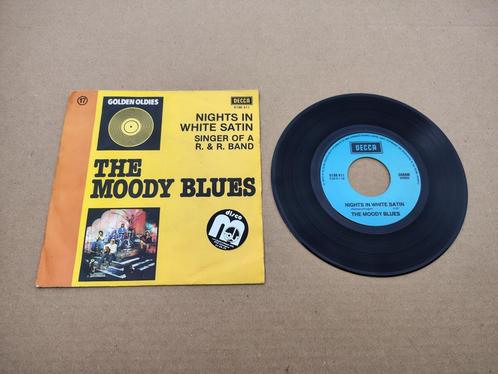 17
GOLDEN OLDIES
DECCA
NIGHTS IN
WHITE SATIN
SINGER OF A
R. & R. BAND
THE
MOODY BLUES
disco
DECCA
NIGHTS IN WHITE SATIN
THE MOODY BLUES